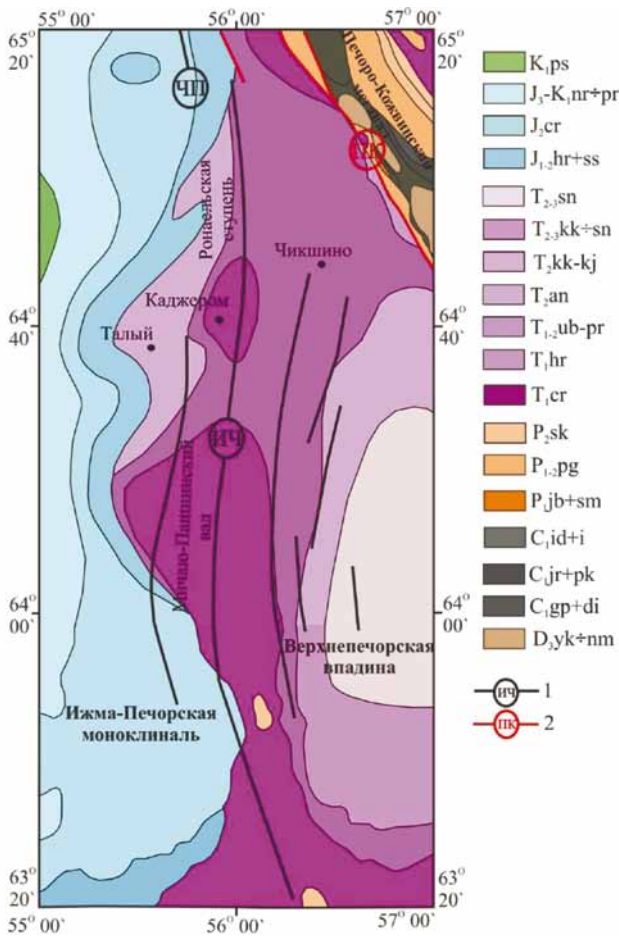 55° 00`
56° 00`
57° 00`
65°
20`
65°
20`
ЧП
Печоро-Кожвинский
ПК
Ронаельская
ступень
Чикшино
Каджером
Талый
64°
40`
64°
40`
ИЧ
Мичаю-Пашнинский
вал
64°
00`
64°
00`
Верхнепечорская
впадина
Ижма-Печорская
моноклиналь
63°
20`
63°
20`
55° 00`
56° 00`
57° 00`
K₁ps
J₃-K₁nr÷pr
J₂cr
J₁₋₂hr+ss
T₂₋₃sn
T₂₋₃kk÷sn
T₂kk-kj
T₂an
T₁₋₂ub-pr
T₁hr
T₁cr
P₂sk
P₁₋₂pg
P₁jb+sm
C₁id+i
C₁jr+pk
C₁gp+di
D₃yk÷nm
ИЧ 1
ПК 2